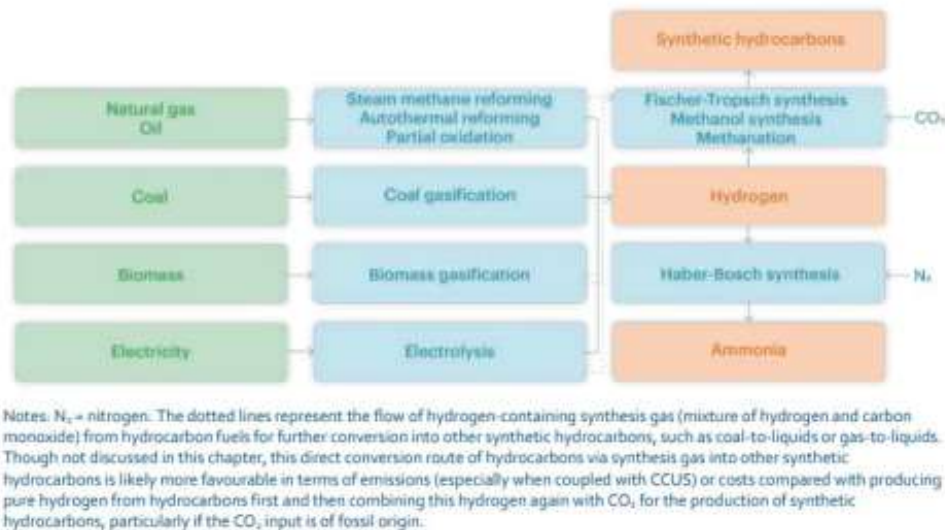 Synthetic hydrocarbons
Natural gas
Oil
Steam methane reforming
Autothermal reforming
Partial oxidation
Fischer-Tropsch synthesis
Methanol synthesis
Methanation
CO₂
Coal
Coal gasification
Hydrogen
Biomass
Biomass gasification
Haber-Bosch synthesis
N₂
Electricity
Electrolysis
Ammonia
Notes: N₂ = nitrogen. The dotted lines represent the flow of hydrogen-containing synthesis gas (mixture of hydrogen and carbon
monoxide) from hydrocarbon fuels for further conversion into other synthetic hydrocarbons, such as coal-to-liquids or gas-to-liquids.
Though not discussed in this chapter, this direct conversion route of hydrocarbons via synthesis gas into other synthetic
hydrocarbons is likely more favourable in terms of emissions (especially when coupled with CCUS) or costs compared with producing
pure hydrogen from hydrocarbons first and then combining this hydrogen again with CO₂ for the production of synthetic
hydrocarbons, particularly if the CO₂ input is of fossil origin.